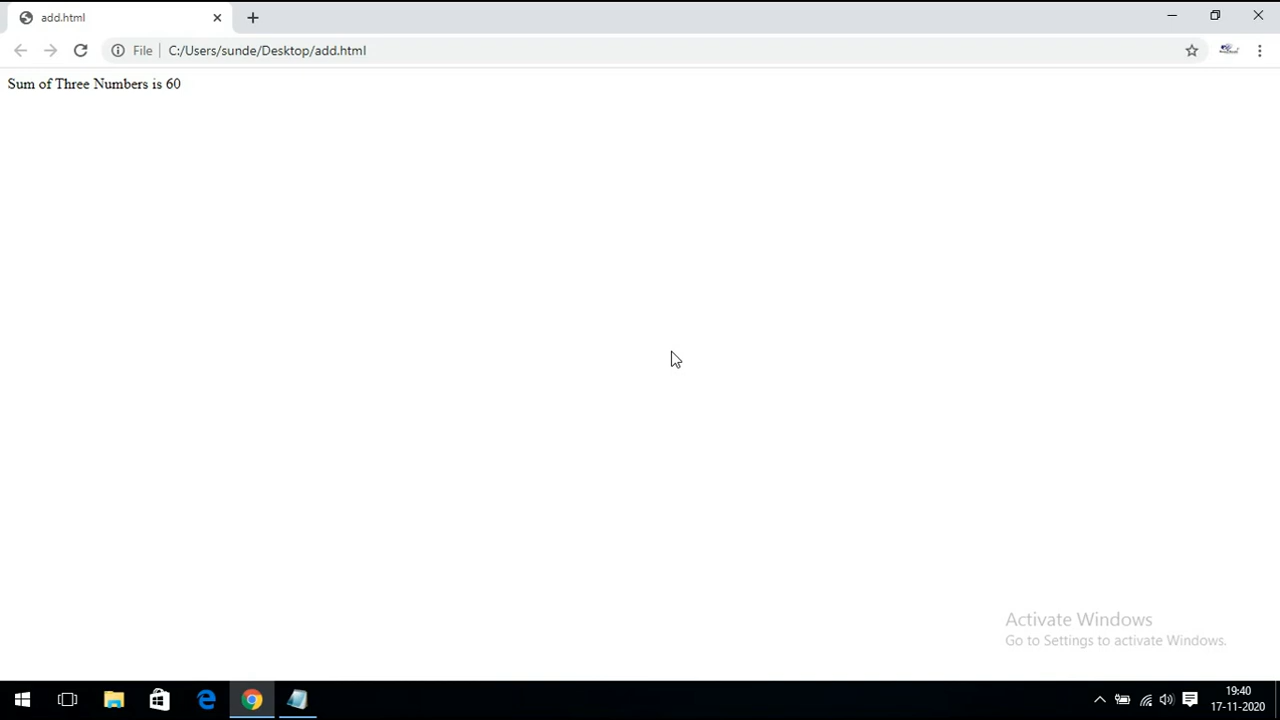 add.html
File C:/Users/sunde/Desktop/add.html
Sum of Three Numbers is 60
Activate Windows
Go to Settings to activate Windows.
19:40
17-11-2020